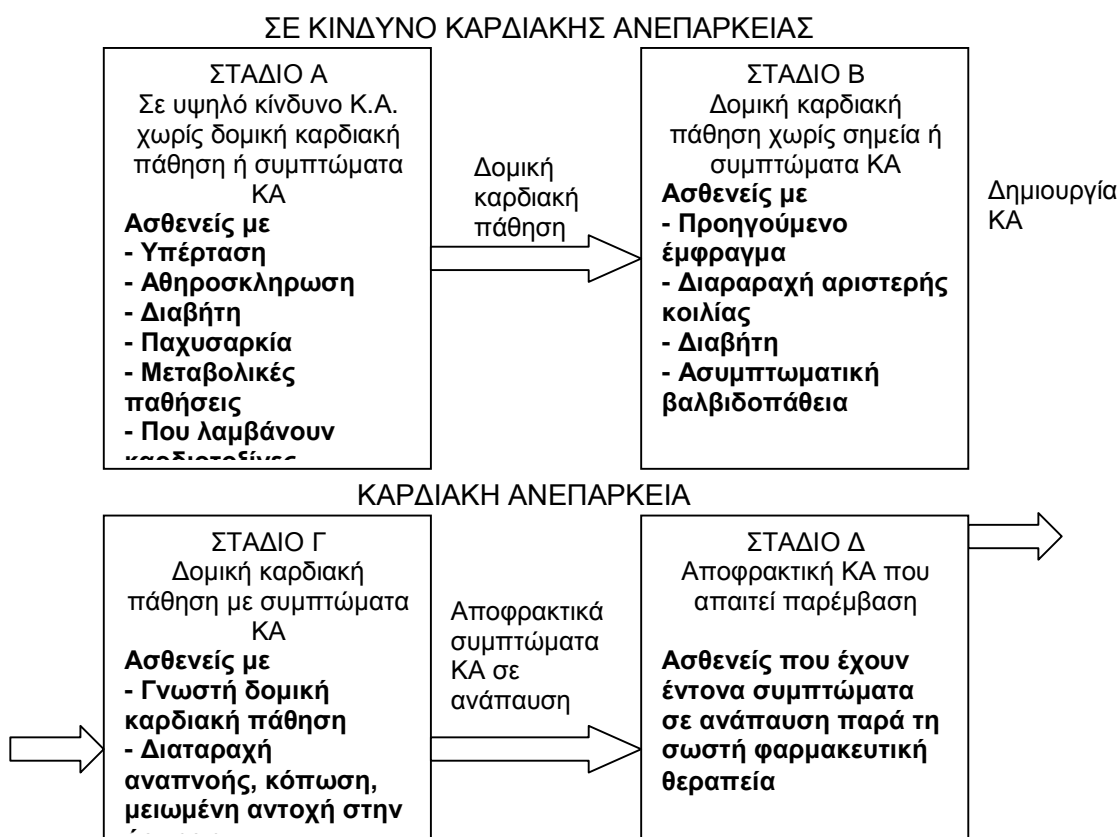 ΣΕ ΚΙΝΔΥΝΟ ΚΑΡΔΙΑΚΗΣ ΑΝΕΠΑΡΚΕΙΑΣ
ΣΤΑΔΙΟ Α
Σε υψηλό κίνδυνο Κ.Α.
χωρίς δομική καρδιακή
πάθηση ή συμπτώματα
ΚΑ
Ασθενείς με
- Υπέρταση
- Αθηροσκληρωση
- Διαβήτη
- Παχυσαρκία
- Μεταβολικές
παθήσεις
- Που λαμβάνουν
Δομική
καρδιακή
πάθηση
ΣΤΑΔΙΟ Β
Δομική καρδιακή
πάθηση χωρίς σημεία ή
συμπτώματα ΚΑ
Ασθενείς με
- Προηγούμενο
έμφραγμα
- Διαραραχή αριστερής
κοιλίας
- Διαβήτη
- Ασυμπτωματική
βαλβιδοπάθεια
Δημιουργία
ΚΑ
ΚΑΡΔΙΑΚΗ ΑΝΕΠΑΡΚΕΙΑ
ΣΤΑΔΙΟ Γ
Δομική καρδιακή
πάθηση με συμπτώματα
ΚΑ
Ασθενείς με
- Γνωστή δομική
καρδιακή πάθηση
- Διαταραχή
αναπνοής, κόπωση,
μειωμένη αντοχή στην
Αποφρακτικά
συμπτώματα
ΚΑ σε
ανάπαυση
ΣΤΑΔΙΟ Δ
Αποφρακτική ΚΑ που
απαιτεί παρέμβαση
Ασθενείς που έχουν
έντονα συμπτώματα
σε ανάπαυση παρά τη
σωστή φαρμακευτική
θεραπεία